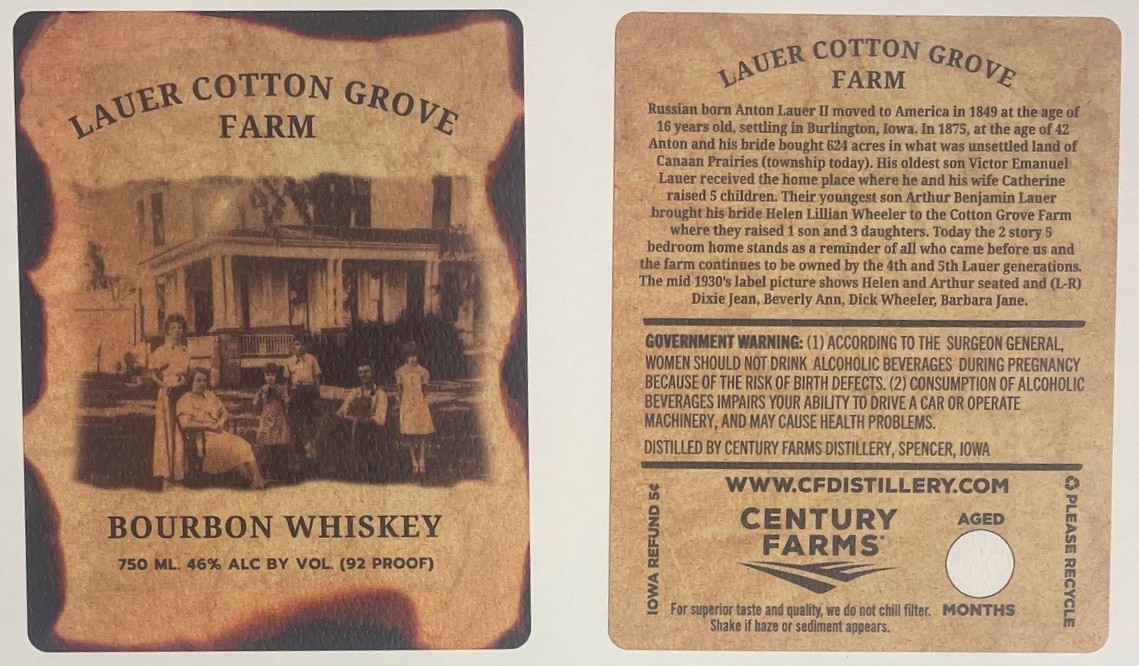 LAUER COTTON GROVE
FARM
BOURBON WHISKEY
750 ML. 46% ALC BY VOL. (92 PROOF)
LAUER COTTON GROVE
FARM
Russian born Anton Lauer II moved to America in 1849 at the age of
16 years old, settling in Burlington, Iowa. In 1875, at the age of 42
Anton and his bride bought 624 acres in what was unsettled land of
Canaan Prairies (township today). His oldest son Victor Emanuel
Lauer received the home place where he and his wife Catherine
raised 5 children. Their youngest son Arthur Benjamin Lauer
brought his bride Helen Lillian Wheeler to the Cotton Grove Farm
where they raised 1 son and 3 daughters. Today the 2 story 5
bedroom home stands as a reminder of all who came before us and
the farm continues to be owned by the 4th and 5th Lauer generations.
The mid 1930's label picture shows Helen and Arthur seated and (L-R)
Dixie Jean, Beverly Ann, Dick Wheeler, Barbara Jane.
GOVERNMENT WARNING: (1) ACCORDING TO THE SURGEON GENERAL,
WOMEN SHOULD NOT DRINK ALCOHOLIC BEVERAGES DURING PREGNANCY
BECAUSE OF THE RISK OF BIRTH DEFECTS. (2) CONSUMPTION OF ALCOHOLIC
BEVERAGES IMPAIRS YOUR ABILITY TO DRIVE A CAR OR OPERATE
MACHINERY, AND MAY CAUSE HEALTH PROBLEMS.
DISTILLED BY CENTURY FARMS DISTILLERY, SPENCER, IOWA
IOWA REFUND 5¢
WWW.CFDISTILLERY.COM
CENTURY
FARMS
AGED
MONTHS
For superior taste and quality, we do not chill filter.
Shake if haze or sediment appears.
PLEASE RECYCLE